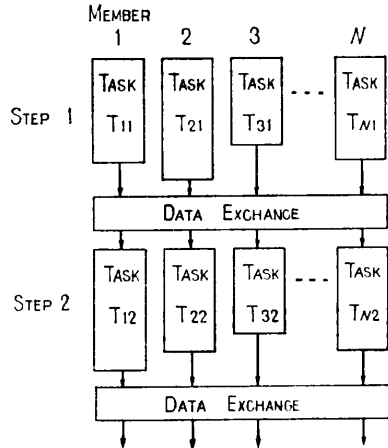 MEMBER
1 2 3 N
STEP 1
TASK TASK TASK - - - TASK
T11 T21 T31 TN1
DATA EXCHANGE
STEP 2
TASK TASK TASK - - - - TASK
T12 T22 T32 TN2
DATA EXCHANGE